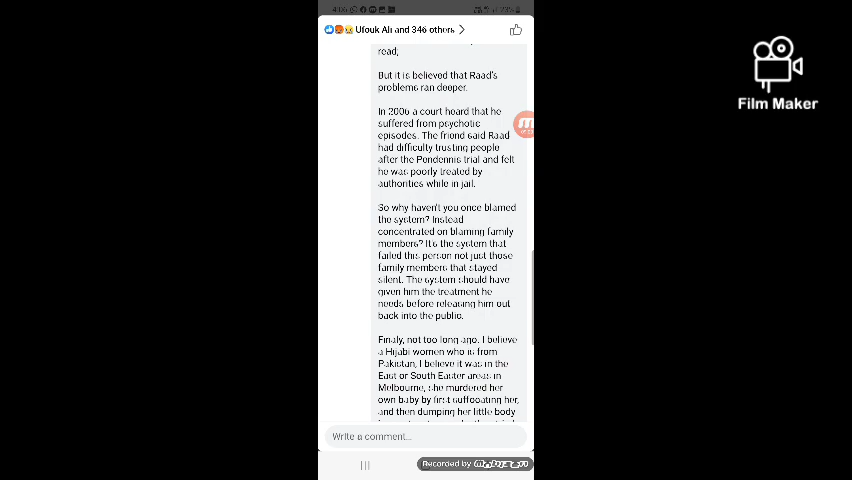 4:06
23%
Ufouk Ali and 346 others
read;
But it is believed that Raad's
problems ran deeper.
In 2006 a court heard that he
suffered from psychotic
episodes. The friend said Raad
had difficulty trusting people
after the Pendennis trial and felt
he was poorly treated by
authorities while in jail.
So why haven't you once blamed
the system? Instead
concentrated on blaming family
members? It's the system that
failed this person not just those
family members that stayed
silent. The system should have
given him the treatment he
needs before releasing him out
back into the public.
Finaly, not too long ago. I believe
a Hijabi women who is from
Pakistan, I believe it was in the
East or South Easter areas in
Melbourne, she murdered her
own baby by first suffocating her,
and then dumping her little body
Write a comment...
Recorded by
Film Maker